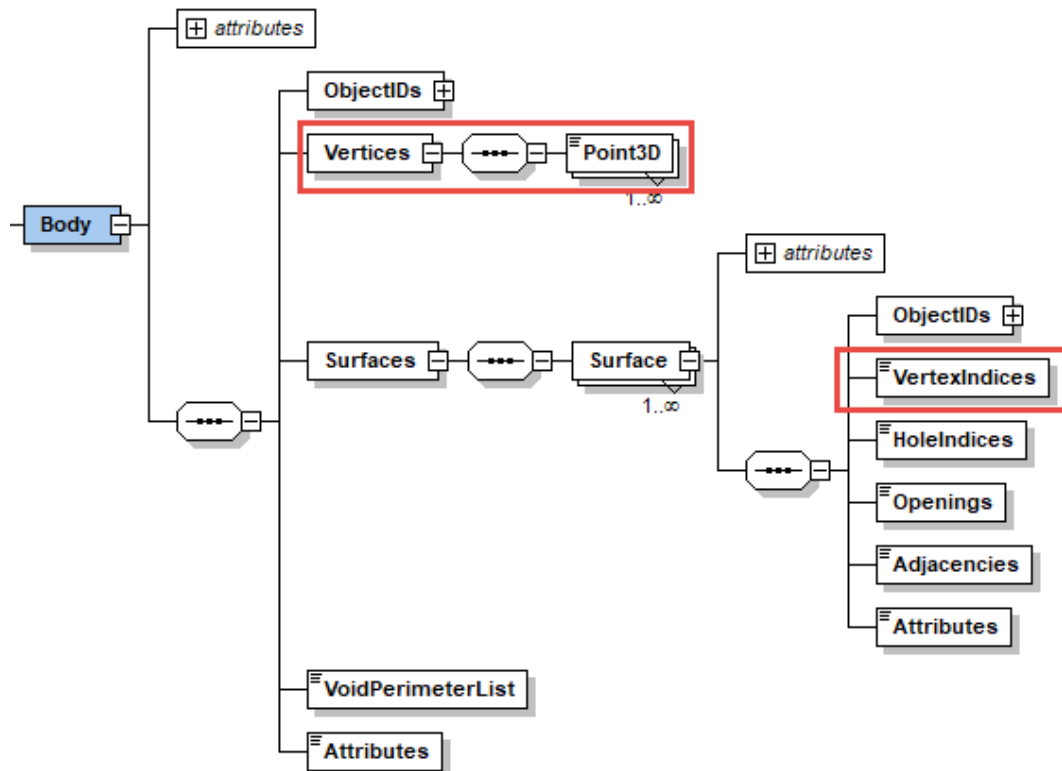 attributes
ObjectIDs
Vertices
Point3D
1..∞
Body
attributes
ObjectIDs
Surfaces
Surface
1..∞
VertexIndices
HoleIndices
Openings
Adjacencies
Attributes
VoidPerimeterList
Attributes